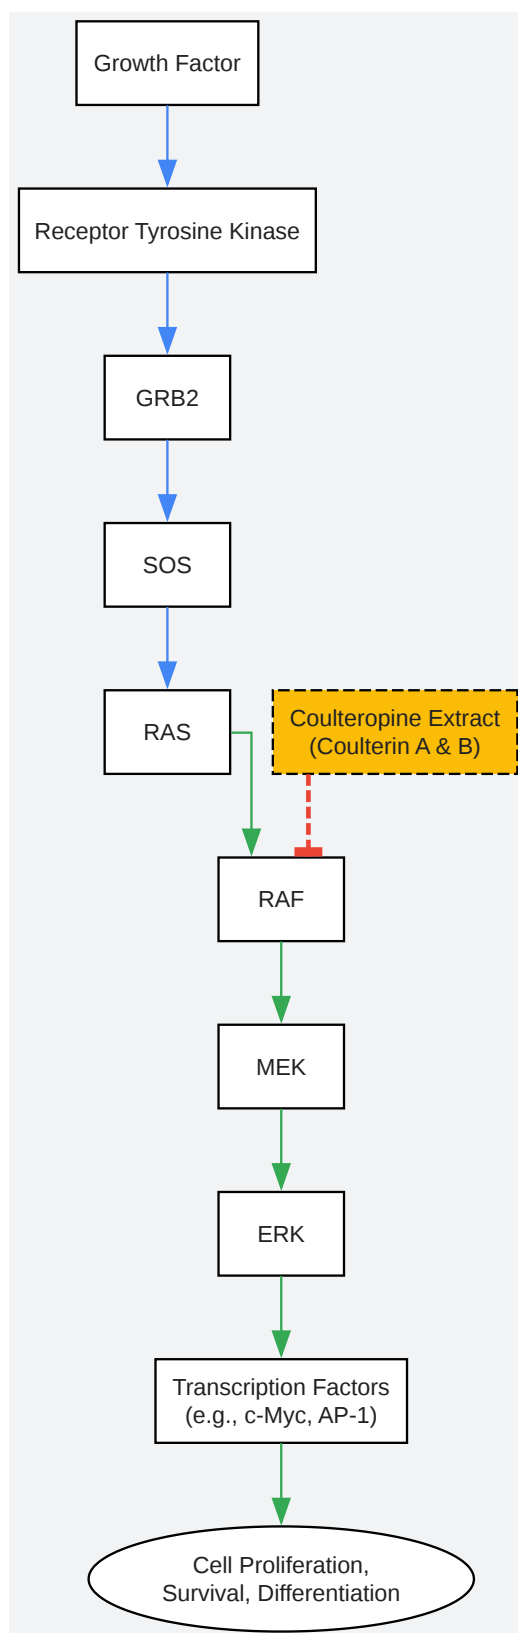 Growth Factor
Receptor Tyrosine Kinase
GRB2
SOS
RAS
Coulteropine Extract
(Coulterin A & B)
RAF
MEK
ERK
Transcription Factors
(e.g., c-Myc, AP-1)
Cell Proliferation,
Survival, Differentiation